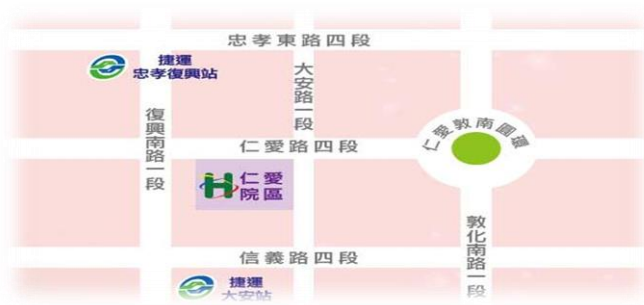 忠孝東路四段
捷運
忠孝復興站
大安路一段
復興南路一段
仁愛路四段
仁愛敦南圓環
仁愛
院區
敦化南路一段
信義路四段
捷運
大安站